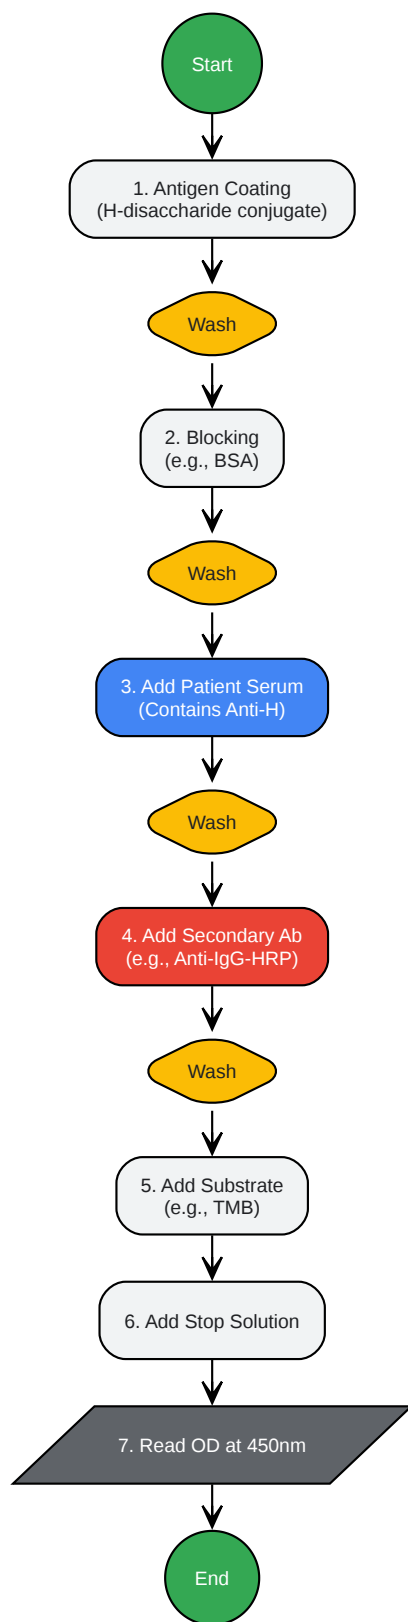 Start
1. Antigen Coating
(H-disaccharide conjugate)
Wash
2. Blocking
(e.g., BSA)
Wash
3. Add Patient Serum
(Contains Anti-H)
Wash
4. Add Secondary Ab
(e.g., Anti-IgG-HRP)
Wash
5. Add Substrate
(e.g., TMB)
6. Add Stop Solution
7. Read OD at 450nm
End